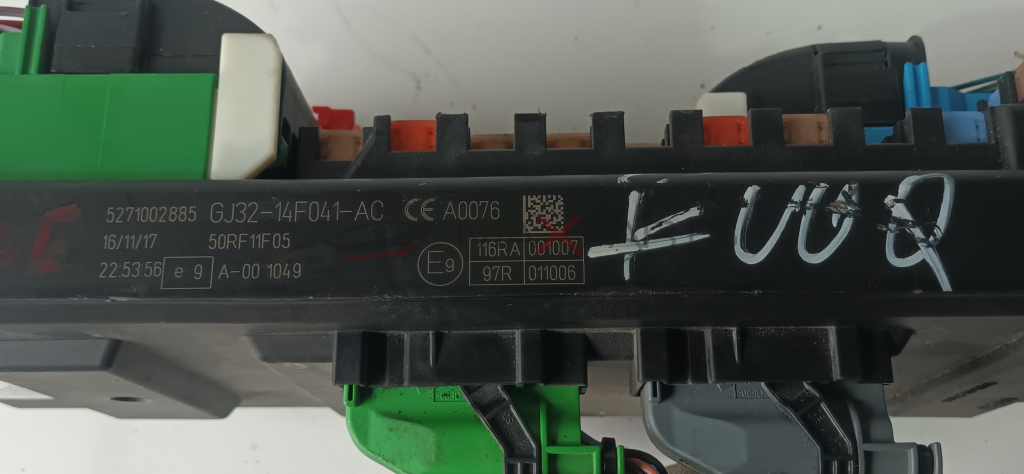 5271002885 GJ32-14F041-AC CE A0076
16/11/17 50RF11F05
22:53:56 e 9 A-00 1049
E9 116RA 001007
97R 011006